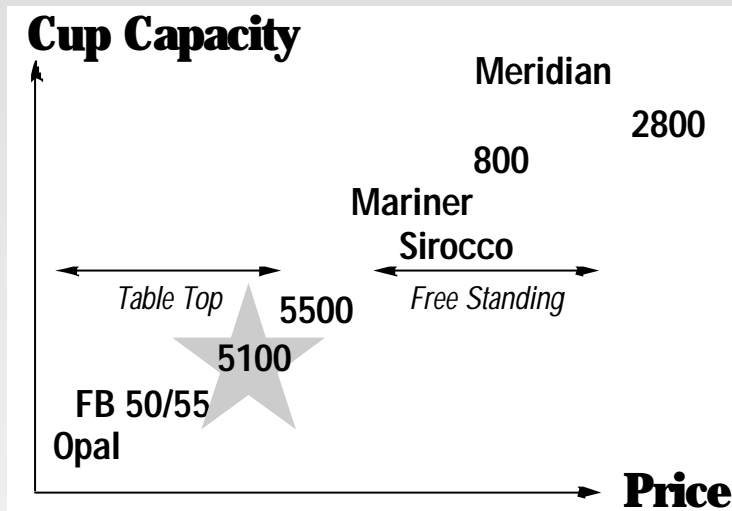 Cup Capacity
Meridian
2800
800
Mariner
Sirocco
Table Top
Free Standing
5500
5100
FB 50/55
Opal
Price